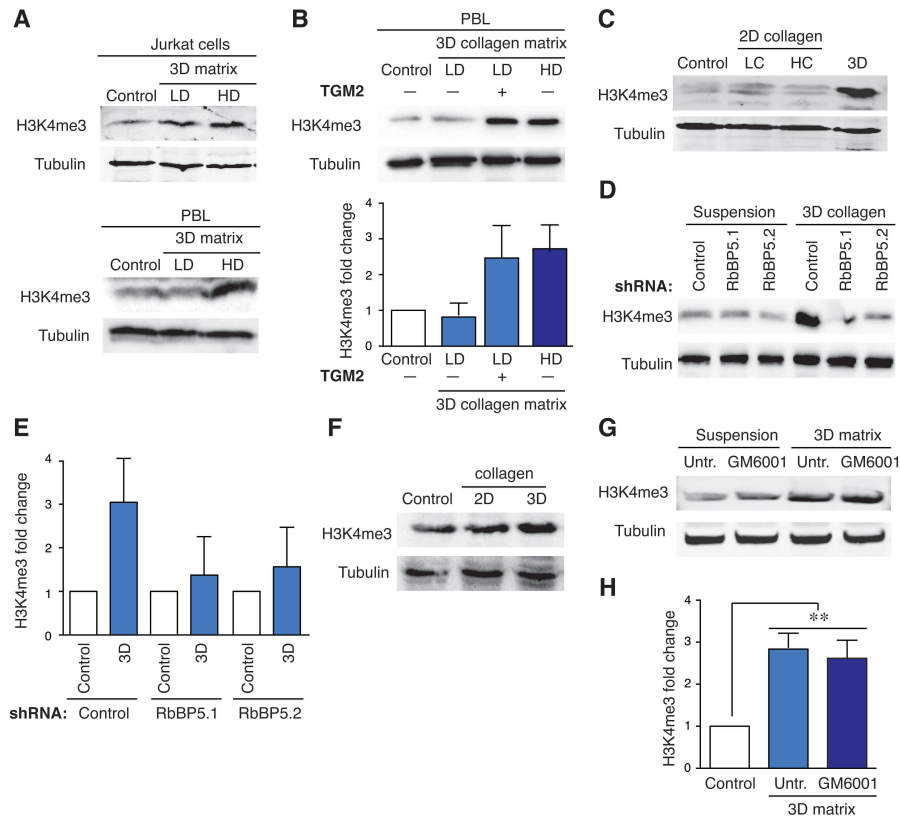 A
Jurkat cells
3D matrix
Control LD HD
H3K4me3
Tubulin
PBL
3D matrix
Control LD HD
H3K4me3
Tubulin
B
PBL
3D collagen matrix
Control LD LD HD
TGM2 — — + —
H3K4me3
Tubulin
H3K4me3 fold change
4
3
2
1
0
Control LD LD HD
TGM2 — — + —
3D collagen matrix
C
2D collagen
Control LC HC 3D
H3K4me3
Tubulin
D
Suspension 3D collagen
shRNA: Control RbBP5.1 RbBP5.2 Control RbBP5.1 RbBP5.2
H3K4me3
Tubulin
E
H3K4me3 fold change
4
3
2
1
0
Control 3D Control 3D Control 3D
shRNA: Control RbBP5.1 RbBP5.2
F
collagen
Control 2D 3D
H3K4me3
Tubulin
G
Suspension 3D matrix
Untr. GM6001 Untr. GM6001
H3K4me3
Tubulin
H
H3K4me3 fold change
4
3
2
1
0
**
Control Untr. GM6001
3D matrix